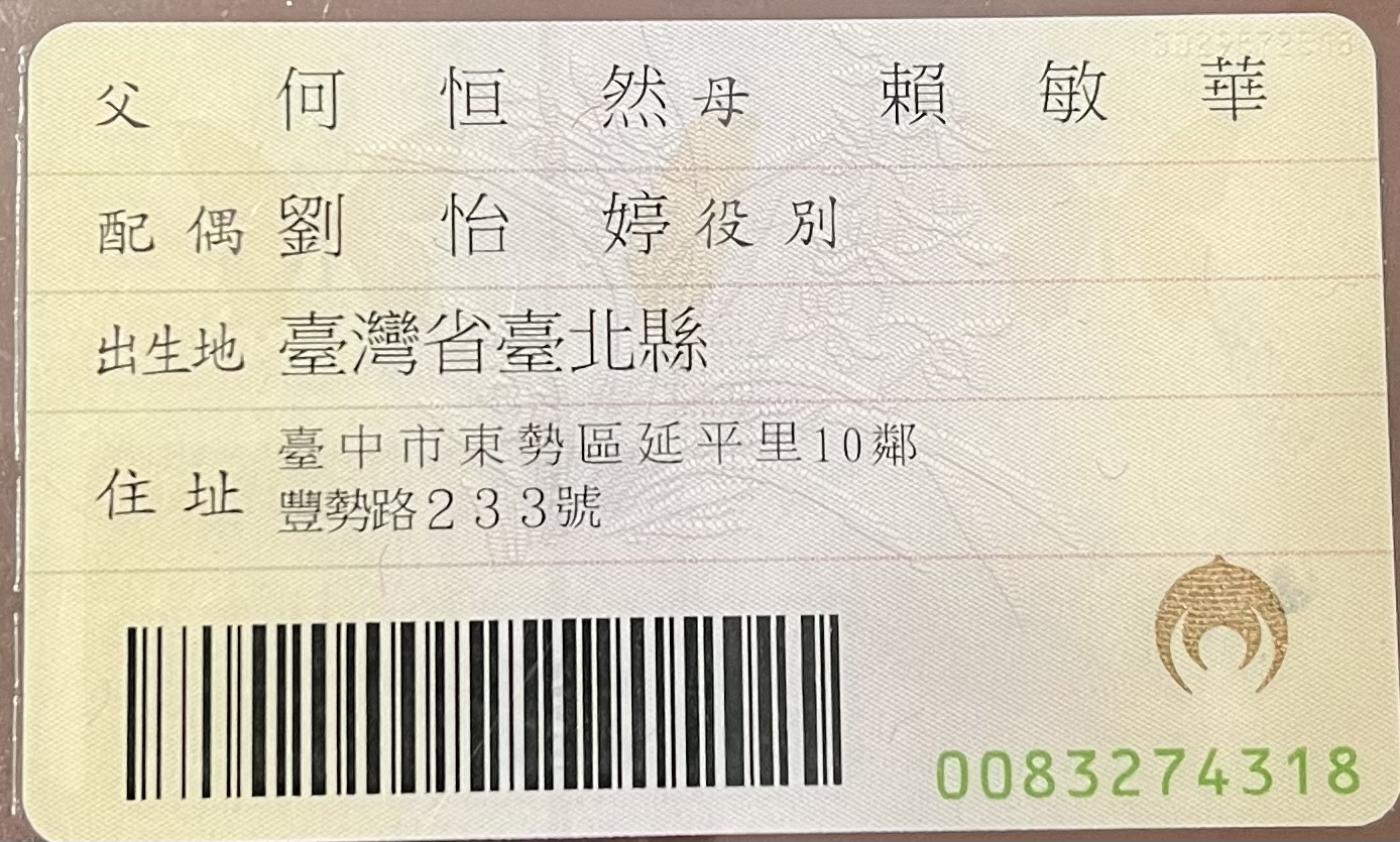 父 何恒然 母 賴敏華
配偶 劉怡婷 役別
出生地 臺灣省臺北縣
住址 臺中市東勢區延平里10鄰
豐勢路233號
0083274318